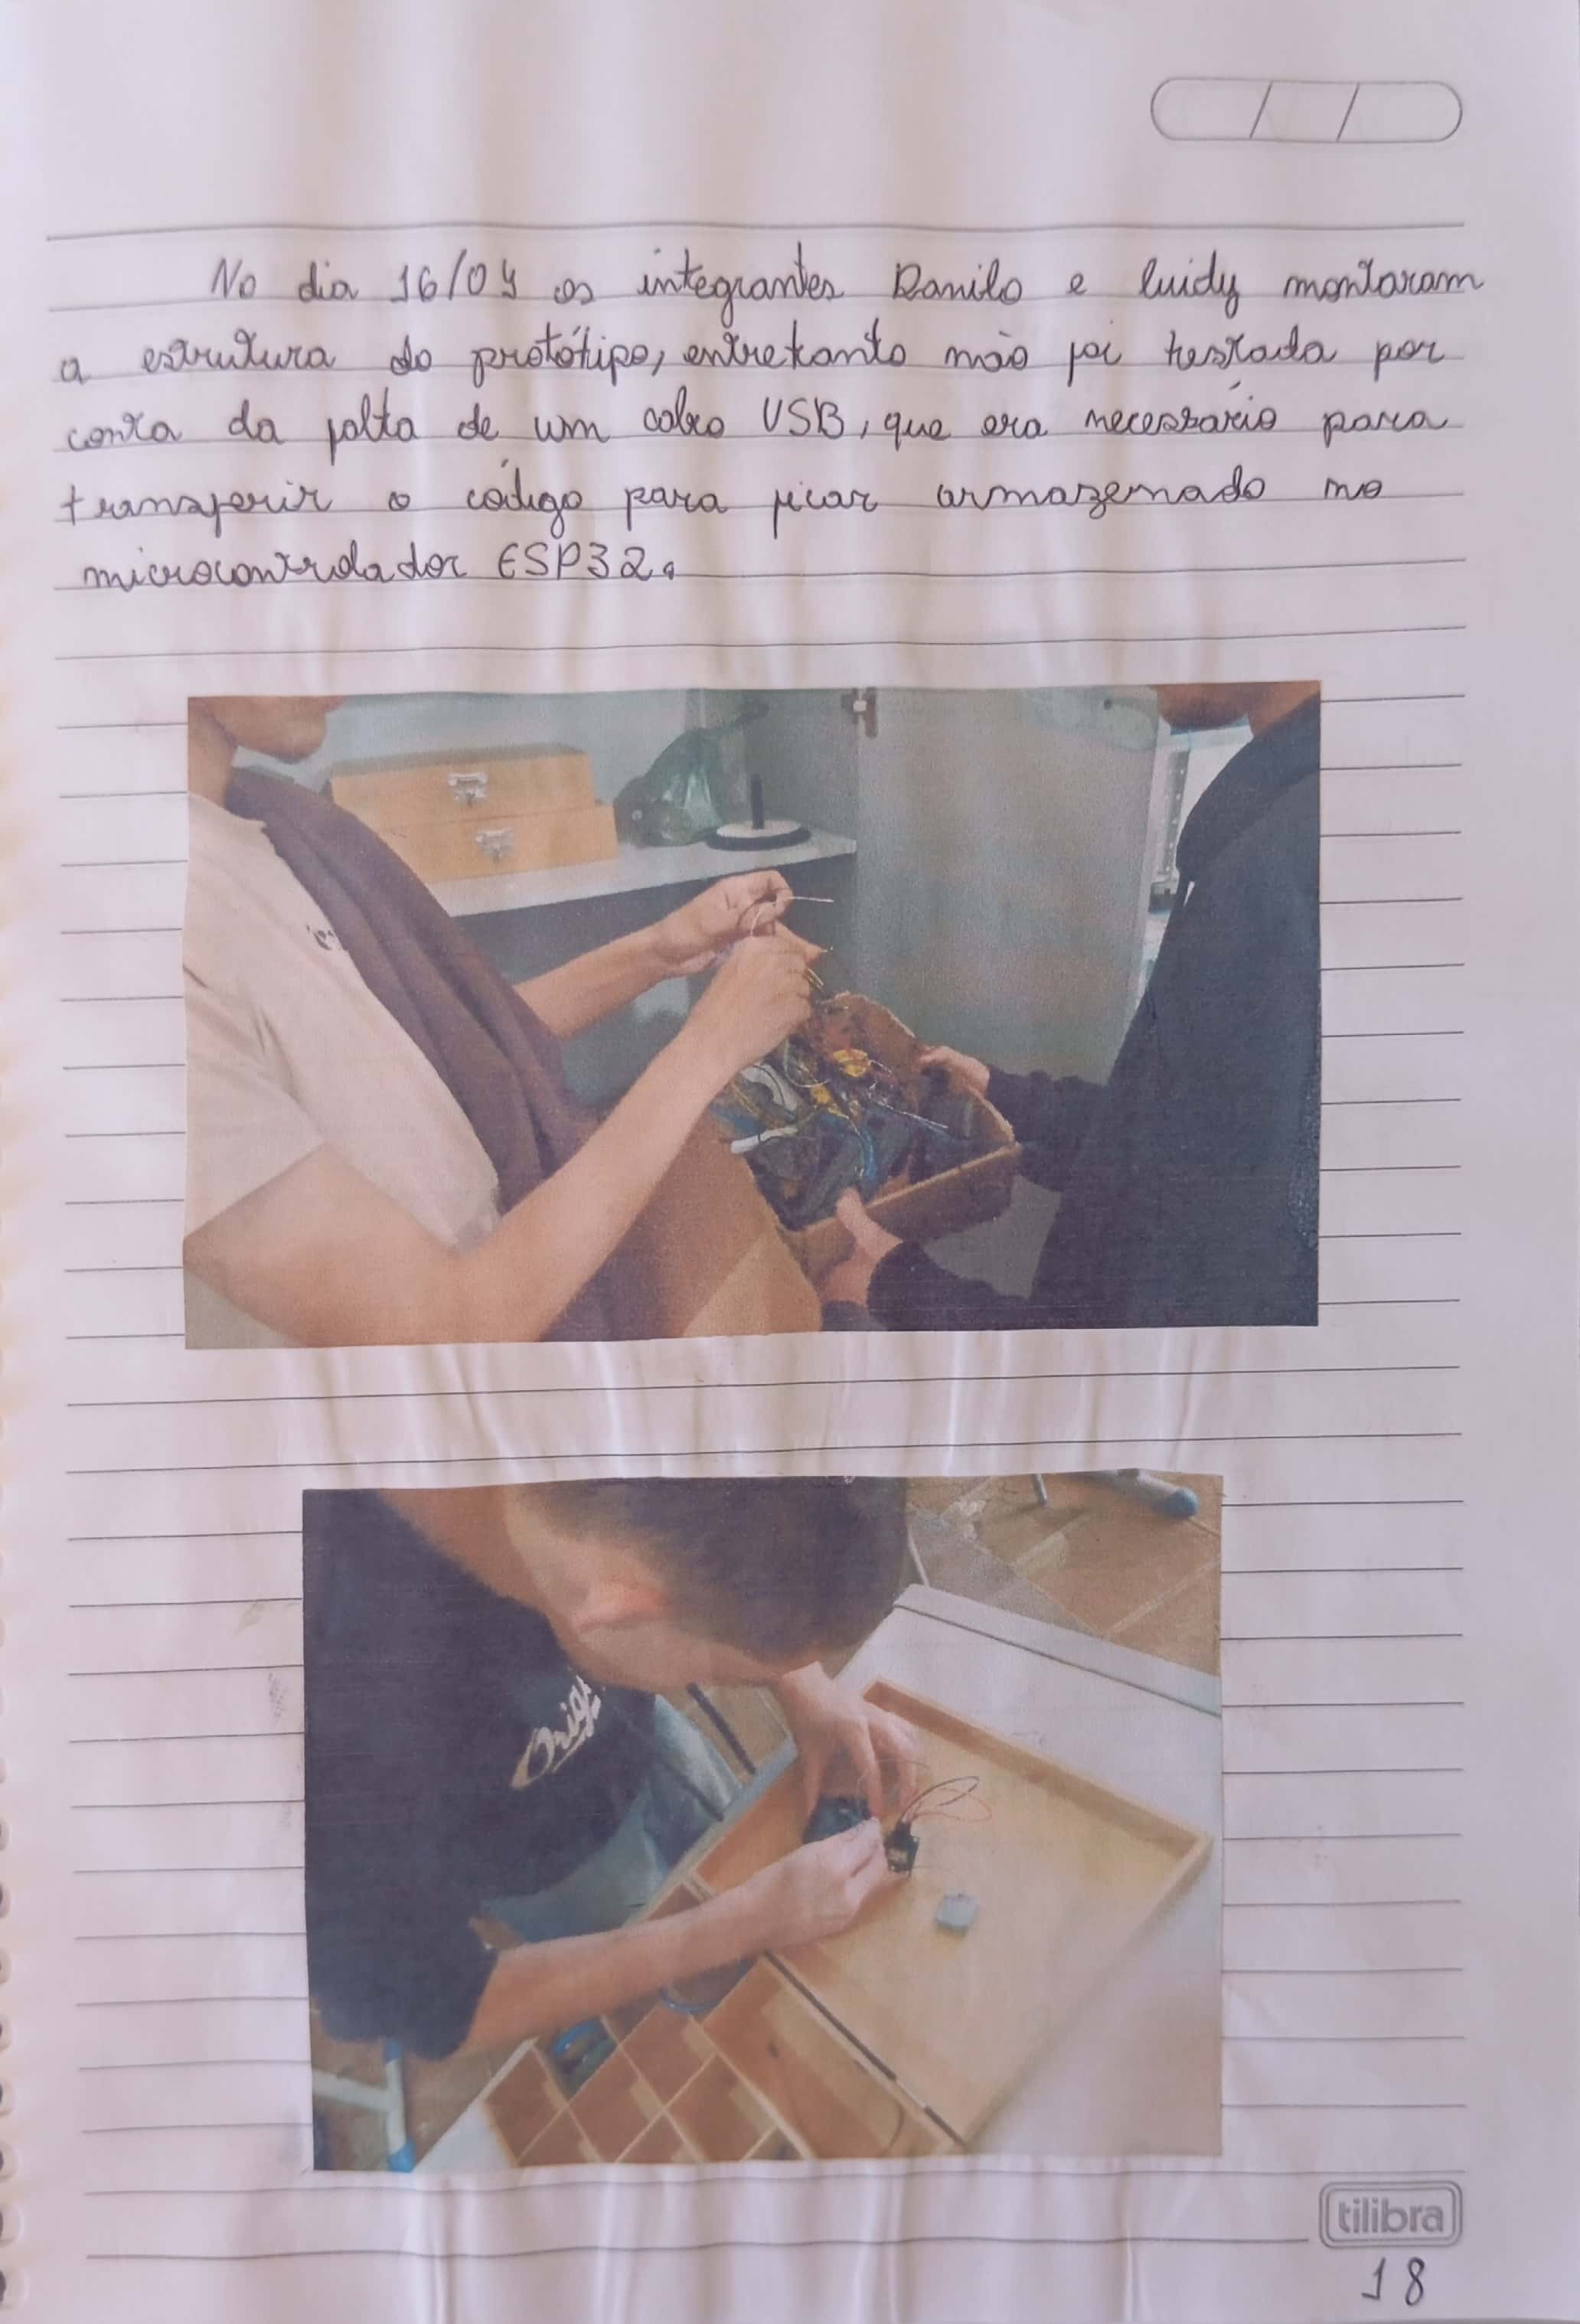 No dia 16/04 os integrantes Danilo e Luidy montaram
a estrutura do protótipo, entretanto não foi testada por
conta da falta de um cabo USB, que era necessário para
transferir o código para ficar armazenado no
microcontrolador ESP32.
Orig
tilibra
18